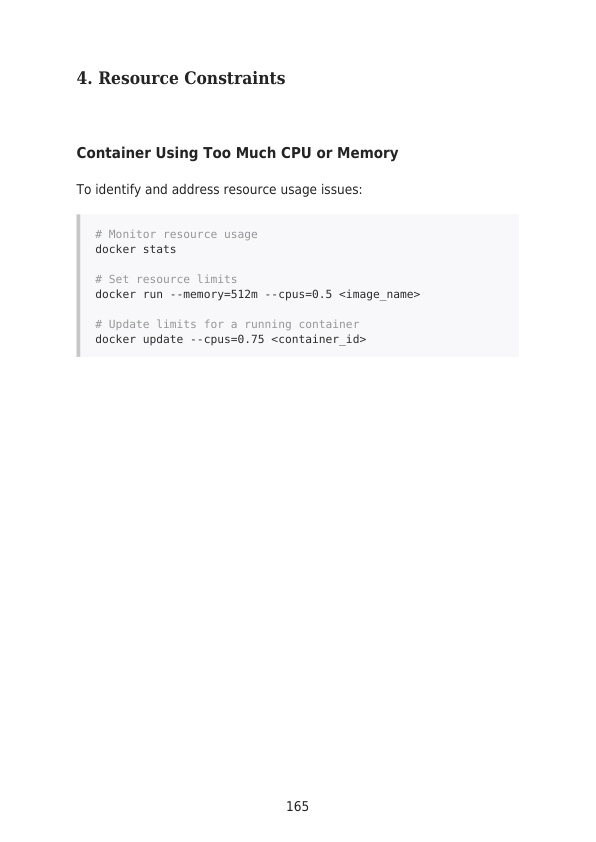 4. Resource Constraints
Container Using Too Much CPU or Memory
To identify and address resource usage issues:
# Monitor resource usage
docker stats
# Set resource limits
docker run --memory=512m --cpus=0.5 <image_name>
# Update limits for a running container
docker update --cpus=0.75 <container_id>
165